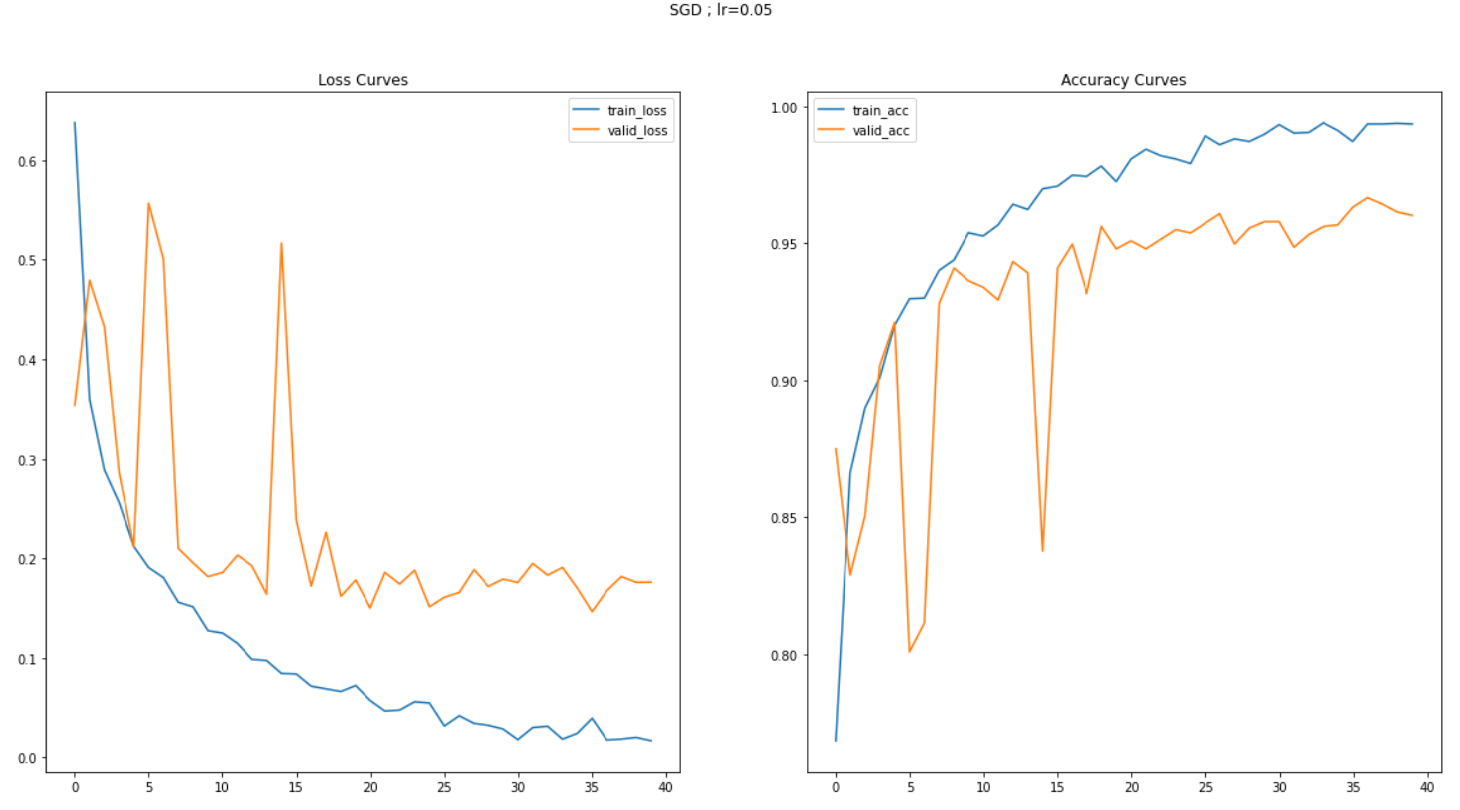 SGD ; lr=0.05
Loss Curves
train_loss
valid_loss
0.6
0.5
0.4
0.3
0.2
0.1
0.0
0 5 10 15 20 25 30 35 40
Accuracy Curves
train_acc
valid_acc
1.00
0.95
0.90
0.85
0.80
0 5 10 15 20 25 30 35 40